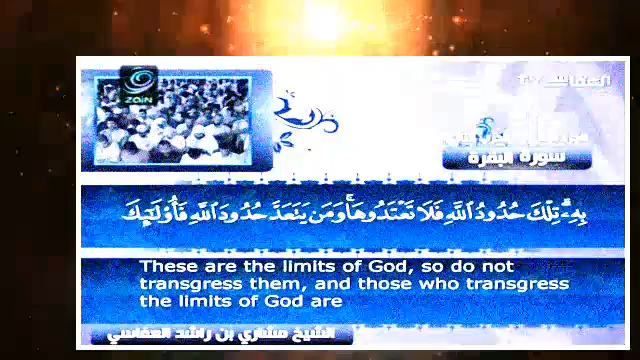 ZaiN
سورة البقرة
بِهِۦ ۗ تِلْكَ حُدُودُ ٱللَّهِ فَلَا تَعْتَدُوهَا ۚ وَمَن يَتَعَدَّ حُدُودَ ٱللَّهِ فَأُو۟لَـٰٓئِكَ
These are the limits of God, so do not
transgress them, and those who transgress
the limits of God are
الشيخ مشاري بن راشد العفاسي